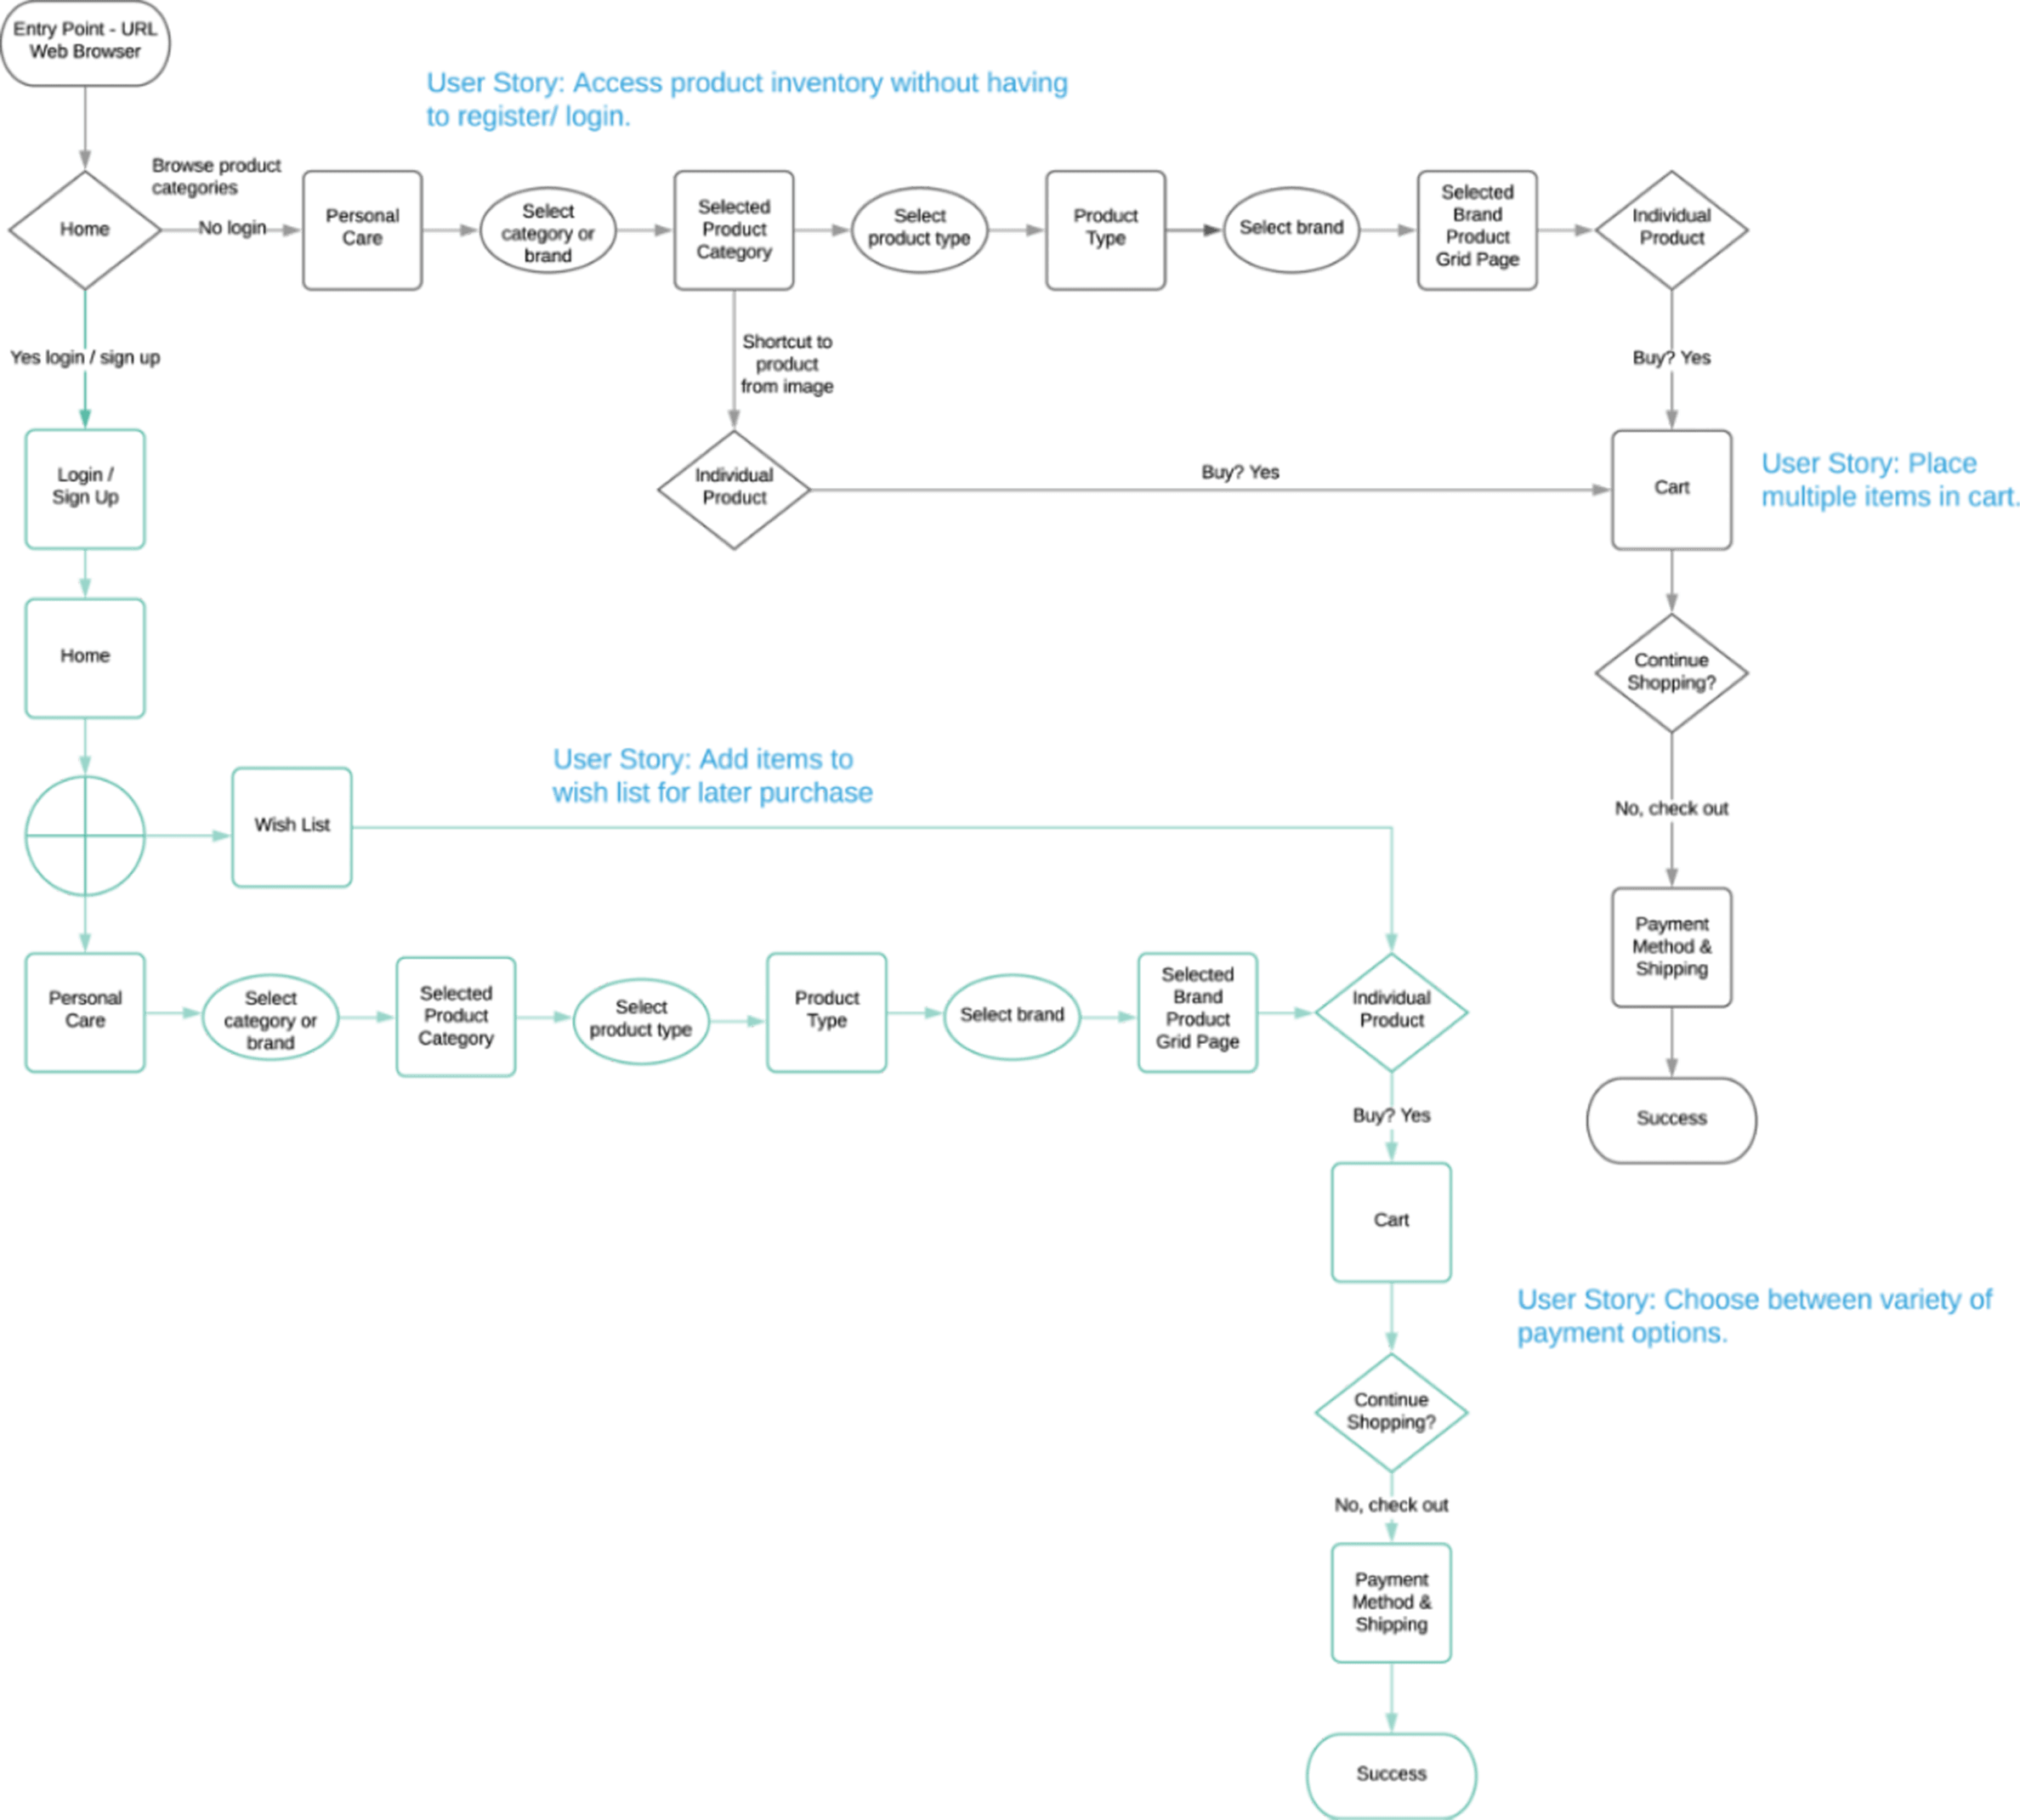 Entry Point - URL
Web Browser
User Story: Access product inventory without having
to register/ login.
Browse product
categories
Home
No login
Personal
Care
Select
category or
brand
Selected
Product
Category
Select
product type
Product
Type
Select brand
Selected
Brand
Product
Grid Page
Individual
Product
Yes login / sign up
Shortcut to
product
from image
Buy? Yes
Login /
Sign Up
Individual
Product
Buy? Yes
Cart
User Story: Place
multiple items in cart.
Home
Continue
Shopping?
User Story: Add items to
wish list for later purchase
Wish List
No, check out
Payment
Method &
Shipping
Personal
Care
Select
category or
brand
Selected
Product
Category
Select
product type
Product
Type
Select brand
Selected
Brand
Product
Grid Page
Individual
Product
Buy? Yes
Success
Cart
User Story: Choose between variety of
payment options.
Continue
Shopping?
No, check out
Payment
Method &
Shipping
Success